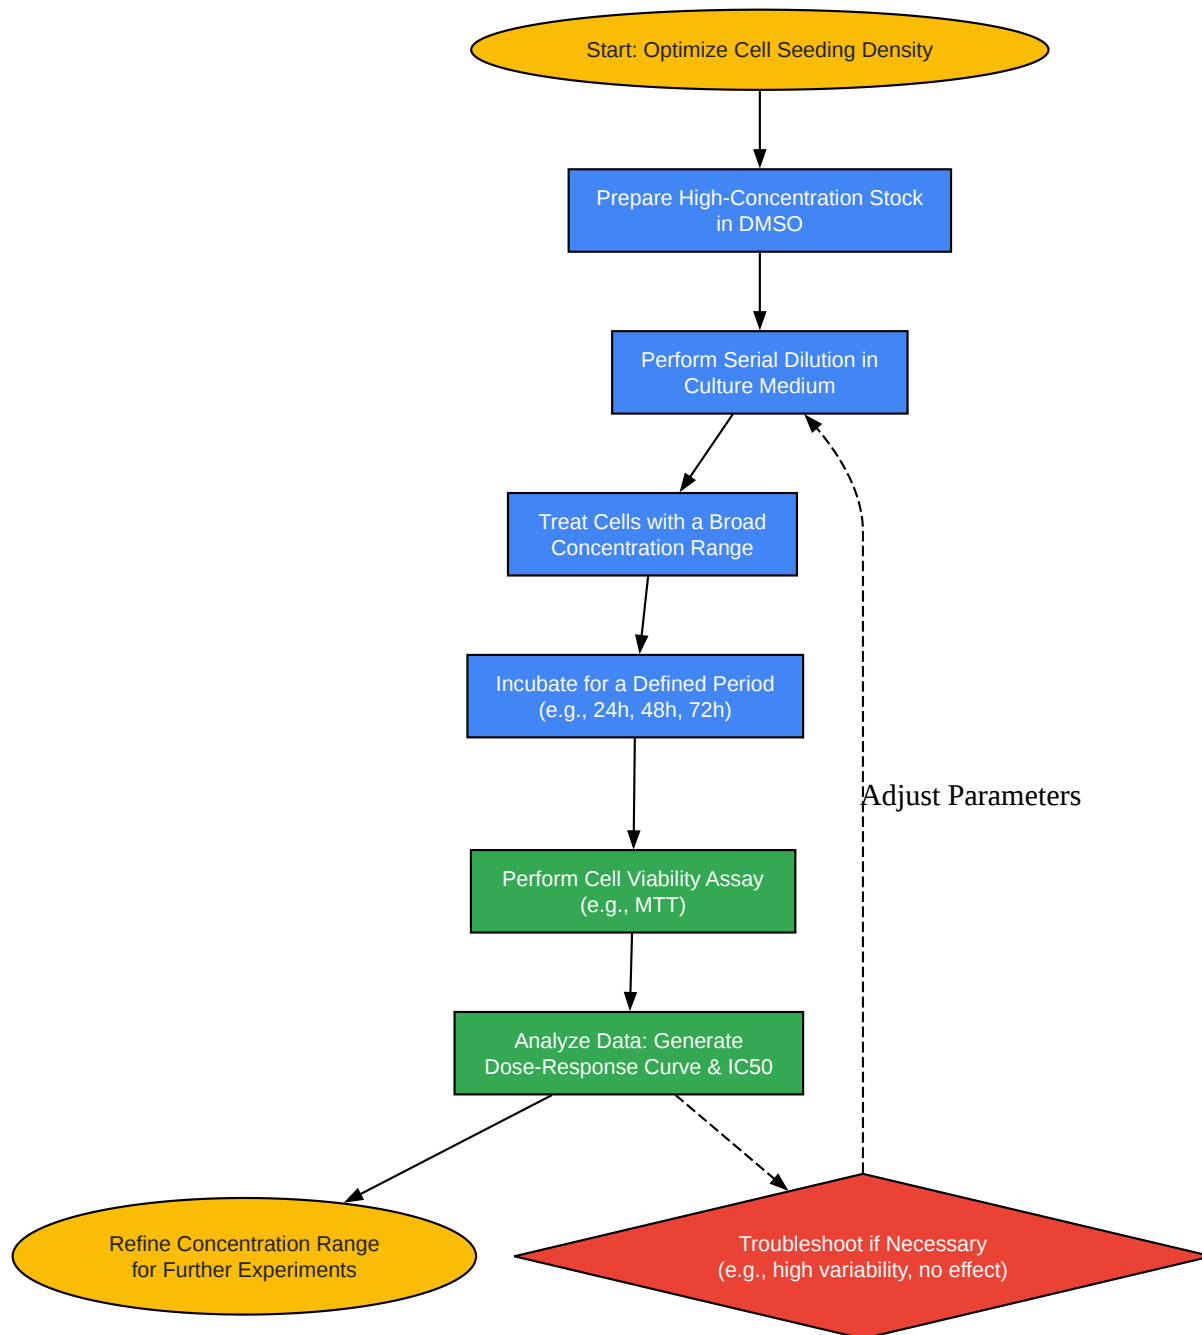 Start: Optimize Cell Seeding Density
Prepare High-Concentration Stock
in DMSO
Perform Serial Dilution in
Culture Medium
Treat Cells with a Broad
Concentration Range
Incubate for a Defined Period
(e.g., 24h, 48h, 72h)
Adjust Parameters
Perform Cell Viability Assay
(e.g., MTT)
Analyze Data: Generate
Dose-Response Curve & IC50
Refine Concentration Range
for Further Experiments
Troubleshoot if Necessary
(e.g., high variability, no effect)